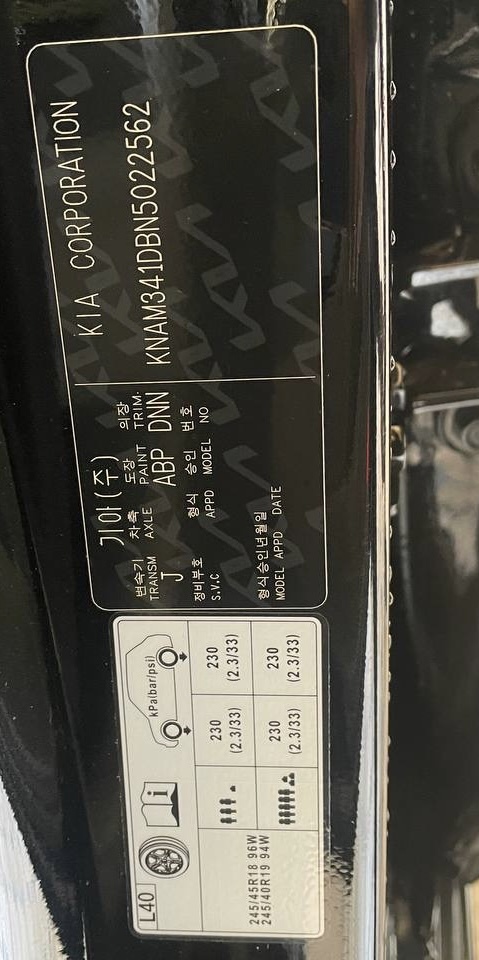 기아(주)
KIA CORPORATION
변속기 차축 도장 의장
TRANSM AXLE PAINT TRIM.
J ABP DNN KNAM341DBN5022562
정비부호 형식 승인 번호
S.V.C APPD MODEL NO
형식승인년월일
MODEL APPD DATE
L40
kPa(bar/psi)
245/45R18 96W
245/40R19 94W
230 230
(2.3/33) (2.3/33)
230 230
(2.3/33) (2.3/33)